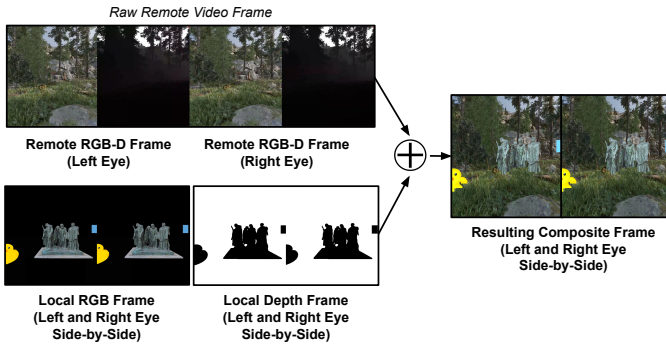 Raw Remote Video Frame
Remote RGB-D Frame
(Left Eye)
Remote RGB-D Frame
(Right Eye)
Local RGB Frame
(Left and Right Eye
Side-by-Side)
Local Depth Frame
(Left and Right Eye
Side-by-Side)
Resulting Composite Frame
(Left and Right Eye
Side-by-Side)